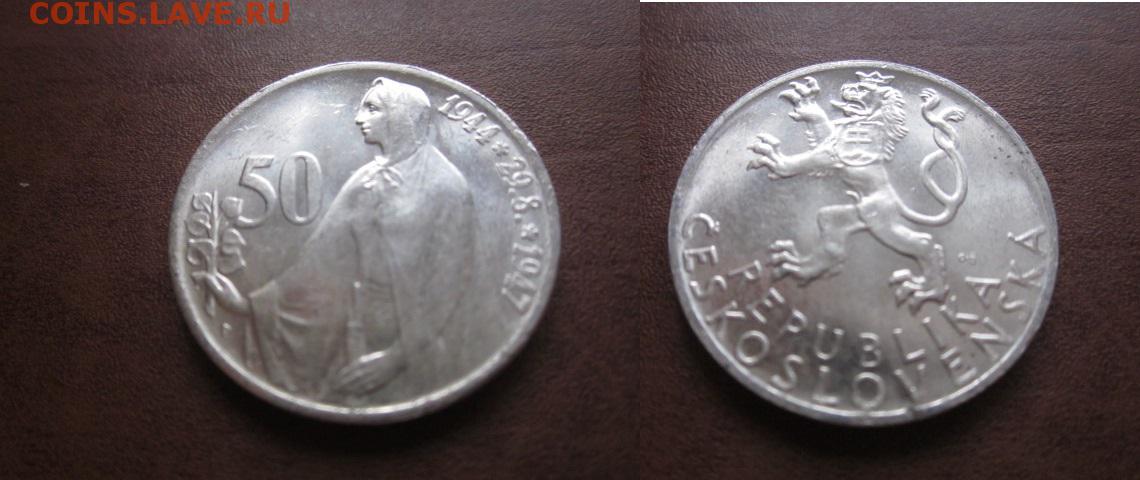 COINS.LAVE.RU
50
1944 * 29.8. * 1947
REPUBLIKA
ČESKOSLOVENSKÁ